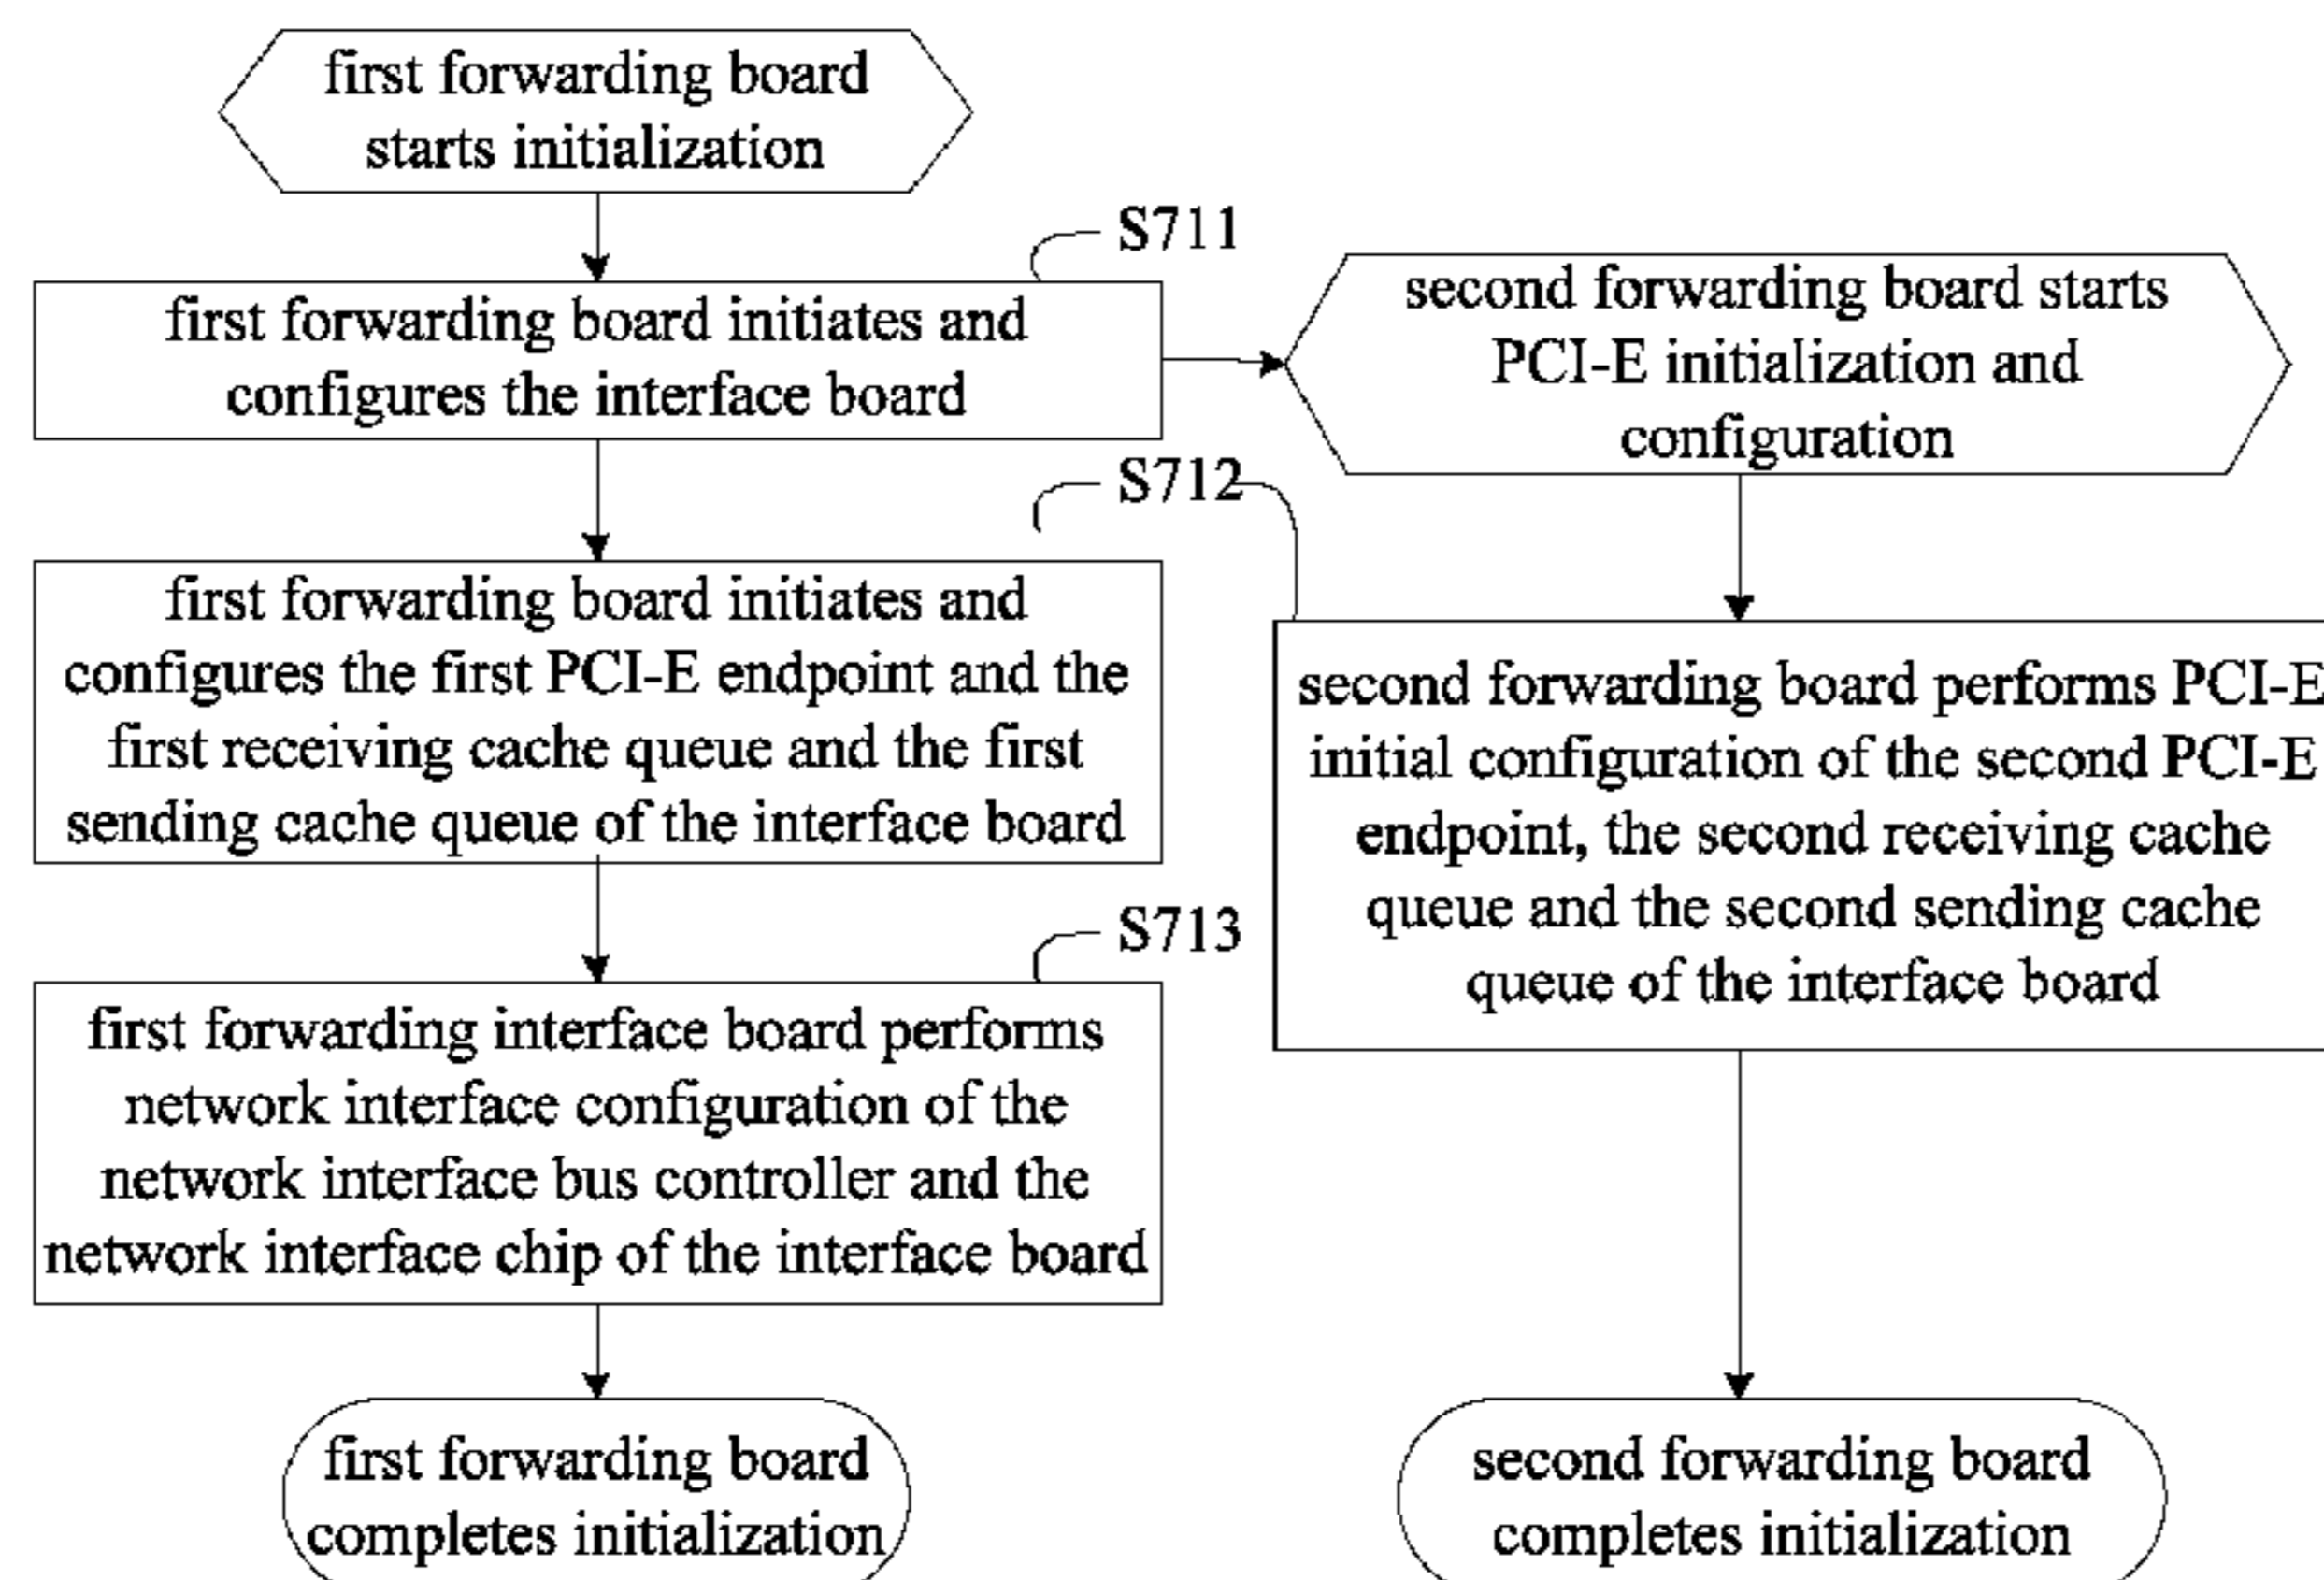 first forwarding board
starts initialization
S711
first forwarding board initiates and
configures the interface board
second forwarding board starts
PCI-E initialization and
configuration
S712
first forwarding board initiates and
configures the first PCI-E endpoint and the
first receiving cache queue and the first
sending cache queue of the interface board
second forwarding board performs PCI-E
initial configuration of the second PCI-E
endpoint, the second receiving cache
queue and the second sending cache
queue of the interface board
S713
first forwarding interface board performs
network interface configuration of the
network interface bus controller and the
network interface chip of the interface board
first forwarding board
completes initialization
second forwarding board
completes initialization